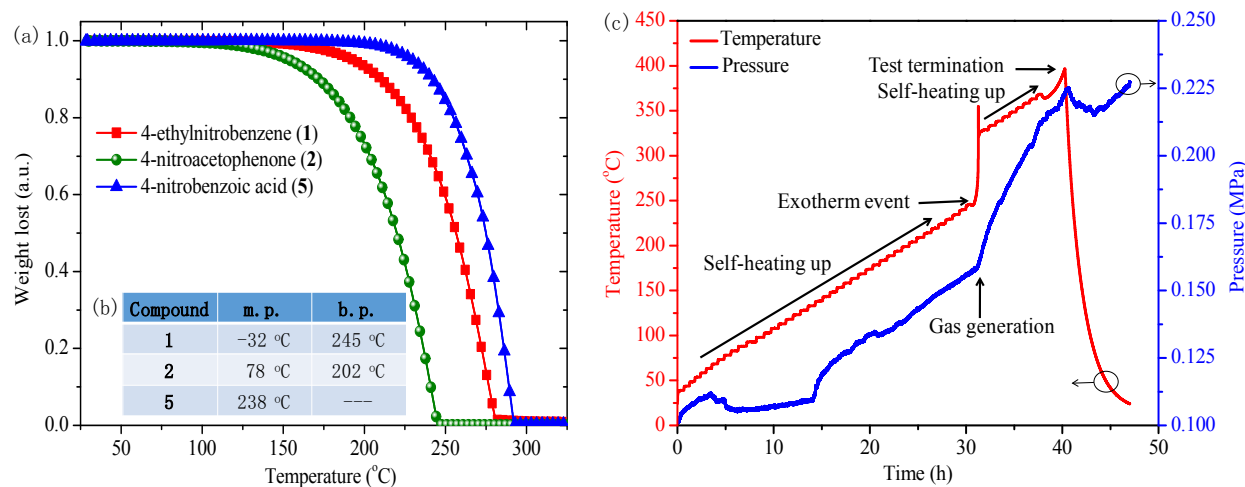 (a)
Weight lost (a.u.)
1.0
0.8
0.6
0.4
0.2
0.0
4-ethylnitrobenzene (1)
4-nitroacetophenone (2)
4-nitrobenzoic acid (5)
(b)
Compound m.p. b.p.
1 -32 °C 245 °C
2 78 °C 202 °C
5 238 °C ---
50 100 150 200 250 300
Temperature (°C)
(c)
Temperature (°C)
450
400
350
300
250
200
150
100
50
0
Temperature
Pressure
Test termination
Self-heating up
Exotherm event
Self-heating up
Gas generation
0.250
0.225
0.200
0.175
0.150
0.125
0.100
Pressure (MPa)
0 10 20 30 40 50
Time (h)